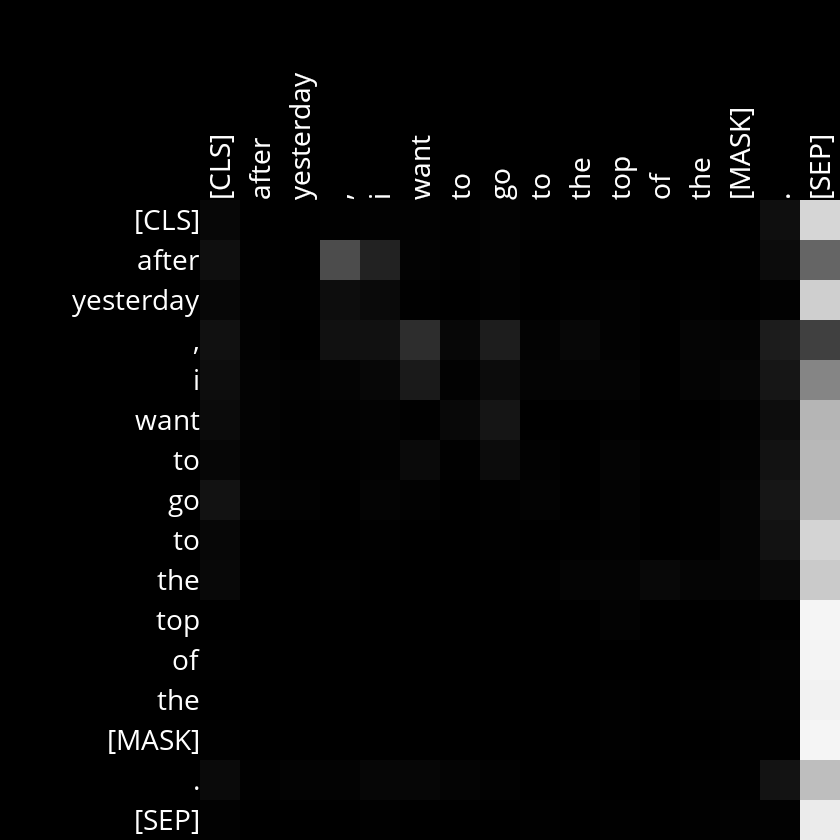 [CLS] after yesterday , i want to go to the top of the [MASK] . [SEP]
[CLS]
after
yesterday
,
i
want
to
go
to
the
top
of
the
[MASK]
.
[SEP]